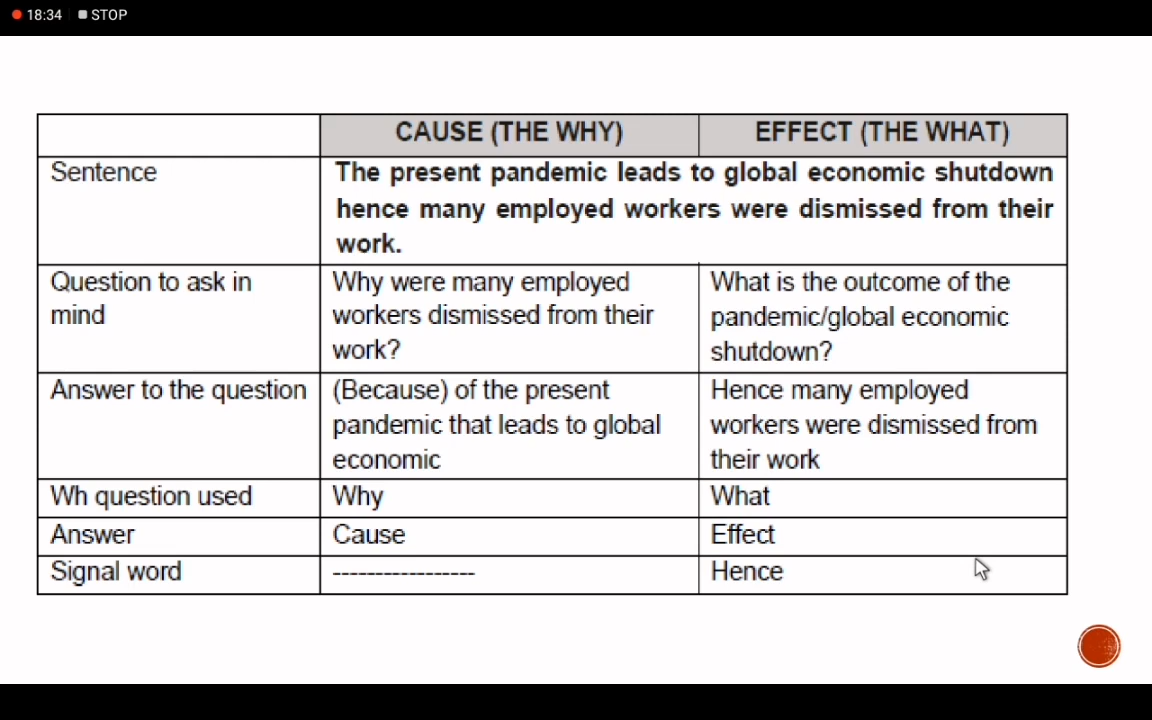 18:34 STOP
CAUSE (THE WHY) EFFECT (THE WHAT)
Sentence The present pandemic leads to global economic shutdown
hence many employed workers were dismissed from their
work.
Question to ask in What is the outcome of the
mind
Why were many employed
workers dismissed from their
work?
pandemic/global economic
shutdown?
Answer to the question
(Because) of the present
pandemic that leads to global
economic
Hence many employed
workers were dismissed from
their work
Wh question used Why What
Answer Cause Effect
Signal word ----------------- Hence